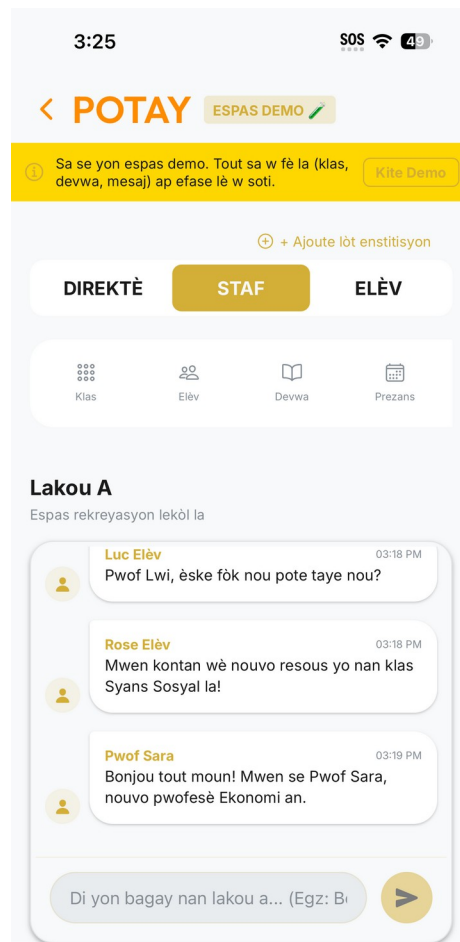 3:25
SOS
49
POTAY
ESPAS DEMO
Sa se yon espas demo. Tout sa w fè la (klas,
devwa, mesaj) ap efase lè w soti.
Kite Demo
+ Ajoute lòt enstitisyon
DIREKTÈ
STAF
ELÈV
Klas
Elèv
Devwa
Prezans
Lakou A
Espas rekreyasyon lekòl la
Luc Elèv
03:18 PM
Pwof Lwi, èske fòk nou pote taye nou?
Rose Elèv
03:18 PM
Mwen kontan wè nouvo resous yo nan klas
Syans Sosyal la!
Pwof Sara
03:19 PM
Bonjou tout moun! Mwen se Pwof Sara,
nouvo pwofesè Ekonomi an.
Di yon bagay nan lakou a... (Egz: